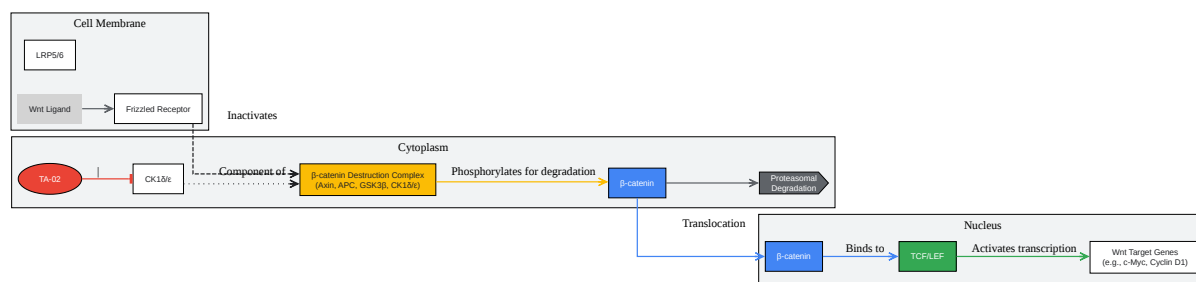 Cell Membrane
LRP5/6
Wnt Ligand
Frizzled Receptor
Inactivates
Cytoplasm
TA-02
CK1δ/ε
Component of
β-catenin Destruction Complex
(Axin, APC, GSK3β, CK1δ/ε)
Phosphorylates for degradation
β-catenin
Proteasomal
Degradation
Translocation
Nucleus
β-catenin
Binds to
TCF/LEF
Activates transcription
Wnt Target Genes
(e.g., c-Myc, Cyclin D1)